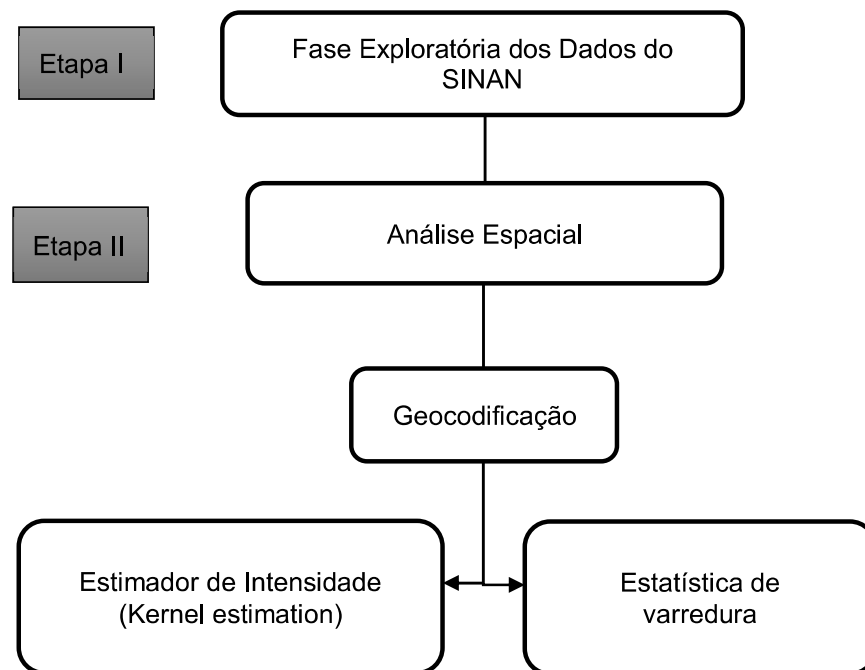 Etapa I
Fase Exploratória dos Dados do
SINAN
Etapa II
Análise Espacial
Geocodificação
Estimador de Intensidade
(Kernel estimation)
Estatística de
varredura